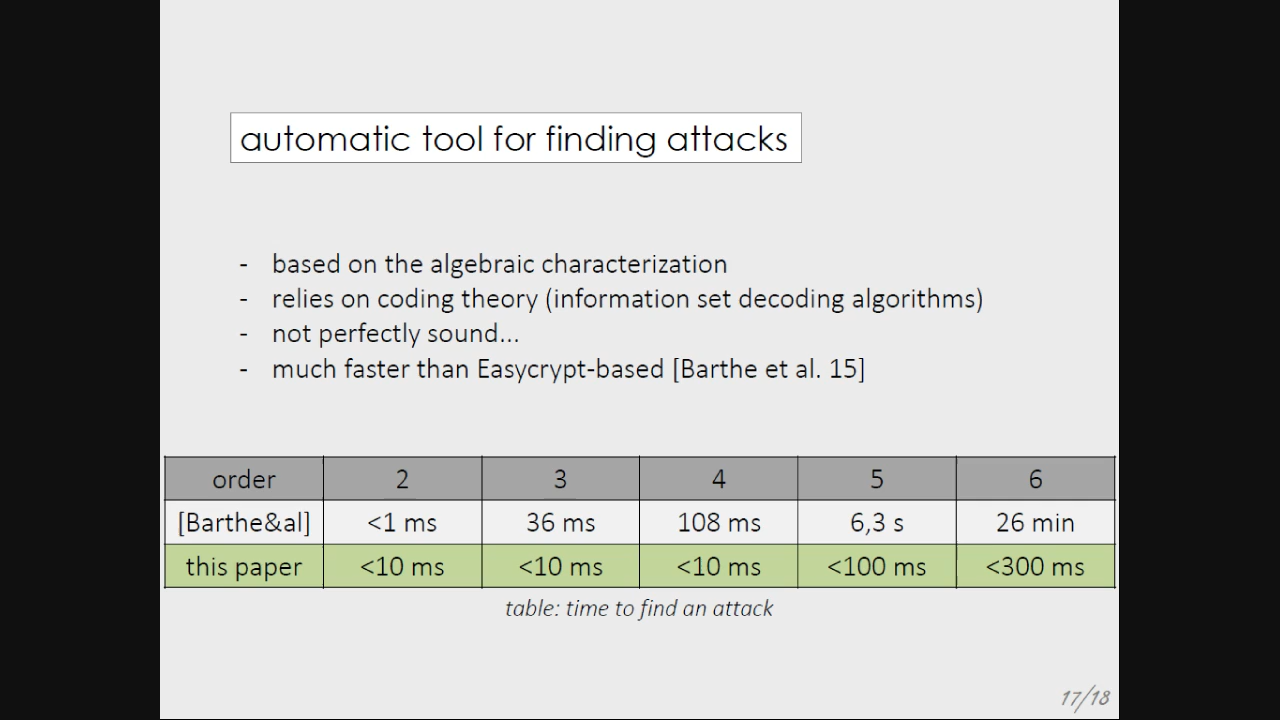 automatic tool for finding attacks
- based on the algebraic characterization
- relies on coding theory (information set decoding algorithms)
- not perfectly sound...
- much faster than Easycrypt-based [Barthe et al. 15]
order 2 3 4 5 6
[Barthe&al] <1 ms 36 ms 108 ms 6,3 s 26 min
this paper <10 ms <10 ms <10 ms <100 ms <300 ms
table: time to find an attack
17/18